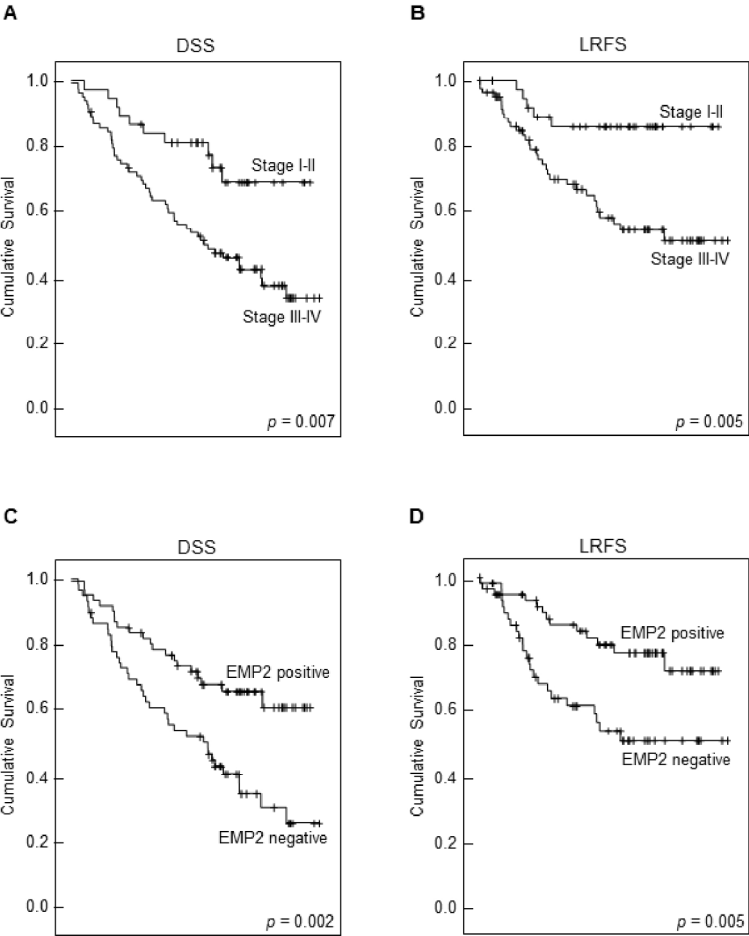 A
DSS
1.0
0.8
0.6
0.4
0.2
0.0
Cumulative Survival
Stage I-II
Stage III-IV
p = 0.007
B
LRFS
1.0
0.8
0.6
0.4
0.2
0.0
Cumulative Survival
Stage I-II
Stage III-IV
p = 0.005
C
DSS
1.0
0.8
0.6
0.4
0.2
0.0
Cumulative Survival
EMP2 positive
EMP2 negative
p = 0.002
D
LRFS
1.0
0.8
0.6
0.4
0.2
0.0
Cumulative Survival
EMP2 positive
EMP2 negative
p = 0.005